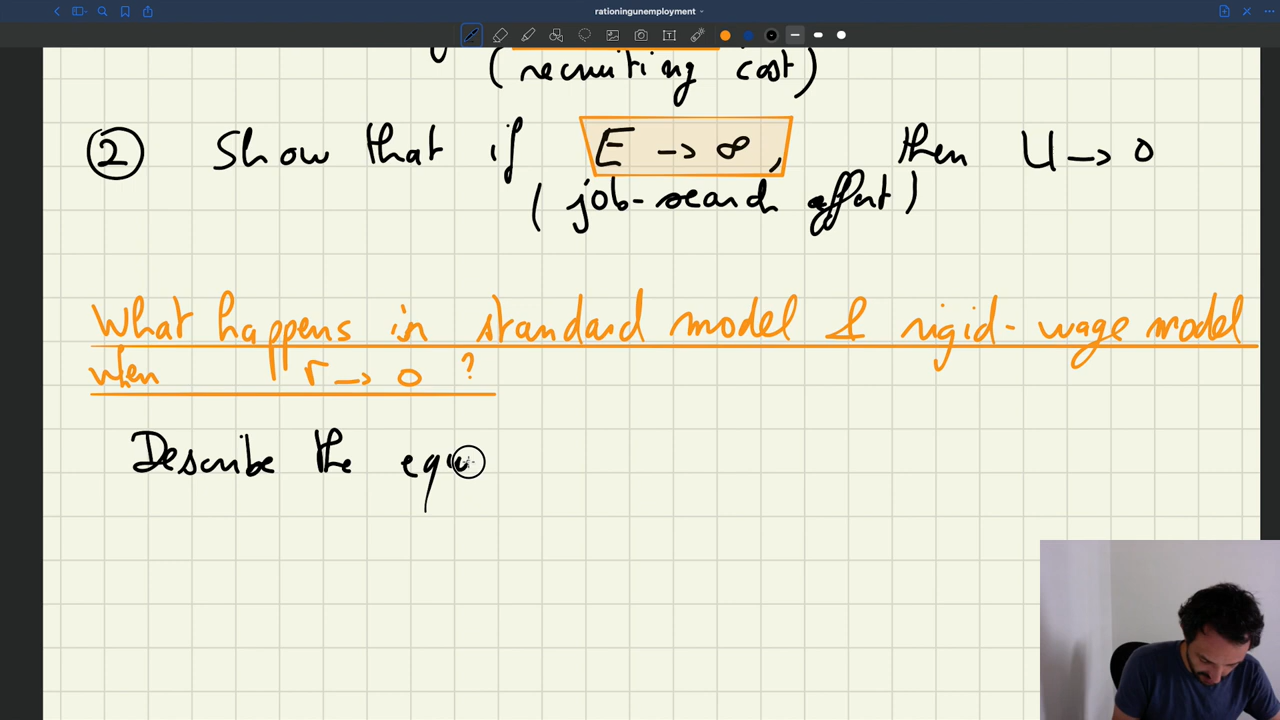 rationingunemployment
(recruiting cost)
② Show that if E → ∞, then U → 0
(job-search effort)
What happens in standard model & rigid-wage model
when r → 0 ?
Describe the equ